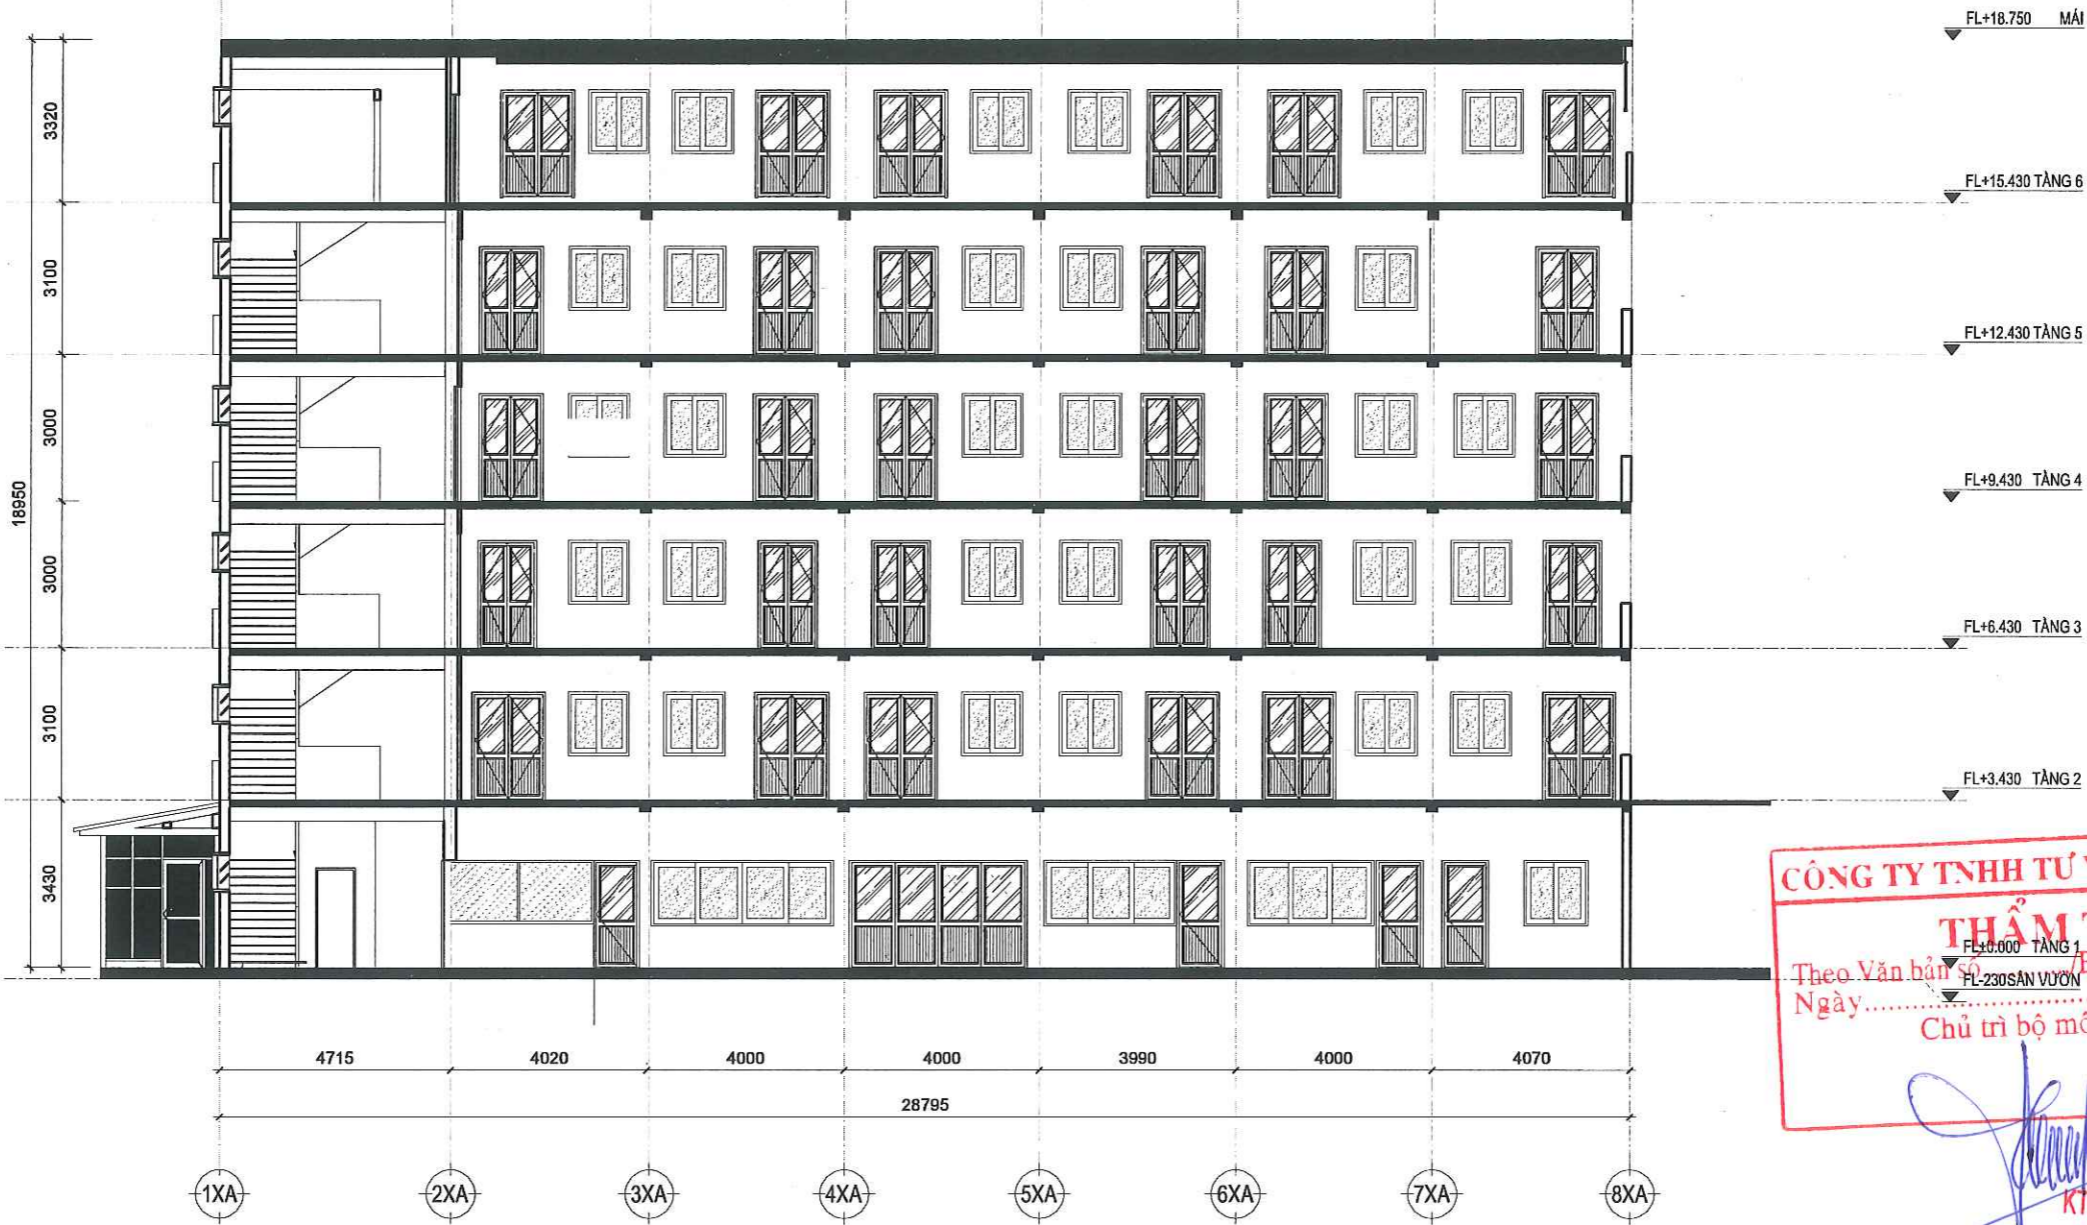 FL+18.750 MÁI
3320
FL+15.430 TẦNG 6
3100
FL+12.430 TẦNG 5
3000
FL+9.430 TẦNG 4
18950
3000
FL+6.430 TẦNG 3
3100
FL+3.430 TẦNG 2
3430
CÔNG TY TNHH TƯ
THẨM
FL±0.000 TẦNG 1
Theo Văn bản số
FL-230SÂN VƯỜN
Ngày
Chủ trì bộ mô
4715 4020 4000 4000 3990 4000 4070
28795
1XA 2XA 3XA 4XA 5XA 6XA 7XA 8XA
KT